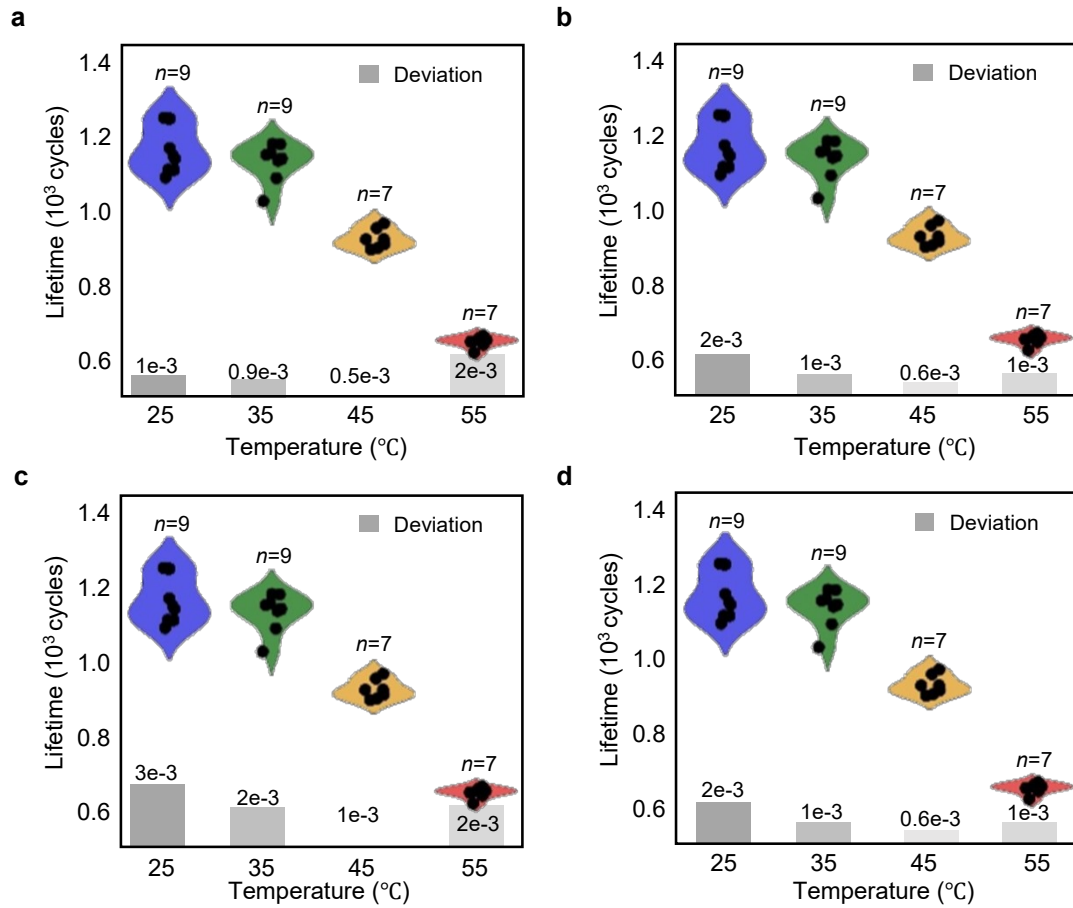 a
1.4
n=9
Deviation
n=9
1.2
n=7
1.0
0.8
n=7
0.6
1e-3
0.9e-3
0.5e-3
2e-3
25
35
45
55
Temperature (℃)
Lifetime (10³ cycles)
b
1.4
n=9
Deviation
n=9
1.2
n=7
1.0
0.8
n=7
0.6
2e-3
1e-3
0.6e-3
1e-3
25
35
45
55
Temperature (℃)
Lifetime (10³ cycles)
c
1.4
n=9
Deviation
n=9
1.2
n=7
1.0
0.8
n=7
0.6
3e-3
2e-3
1e-3
2e-3
25
35
45
55
Temperature (℃)
Lifetime (10³ cycles)
d
1.4
n=9
Deviation
n=9
1.2
n=7
1.0
0.8
n=7
0.6
2e-3
1e-3
0.6e-3
1e-3
25
35
45
55
Temperature (℃)
Lifetime (10³ cycles)